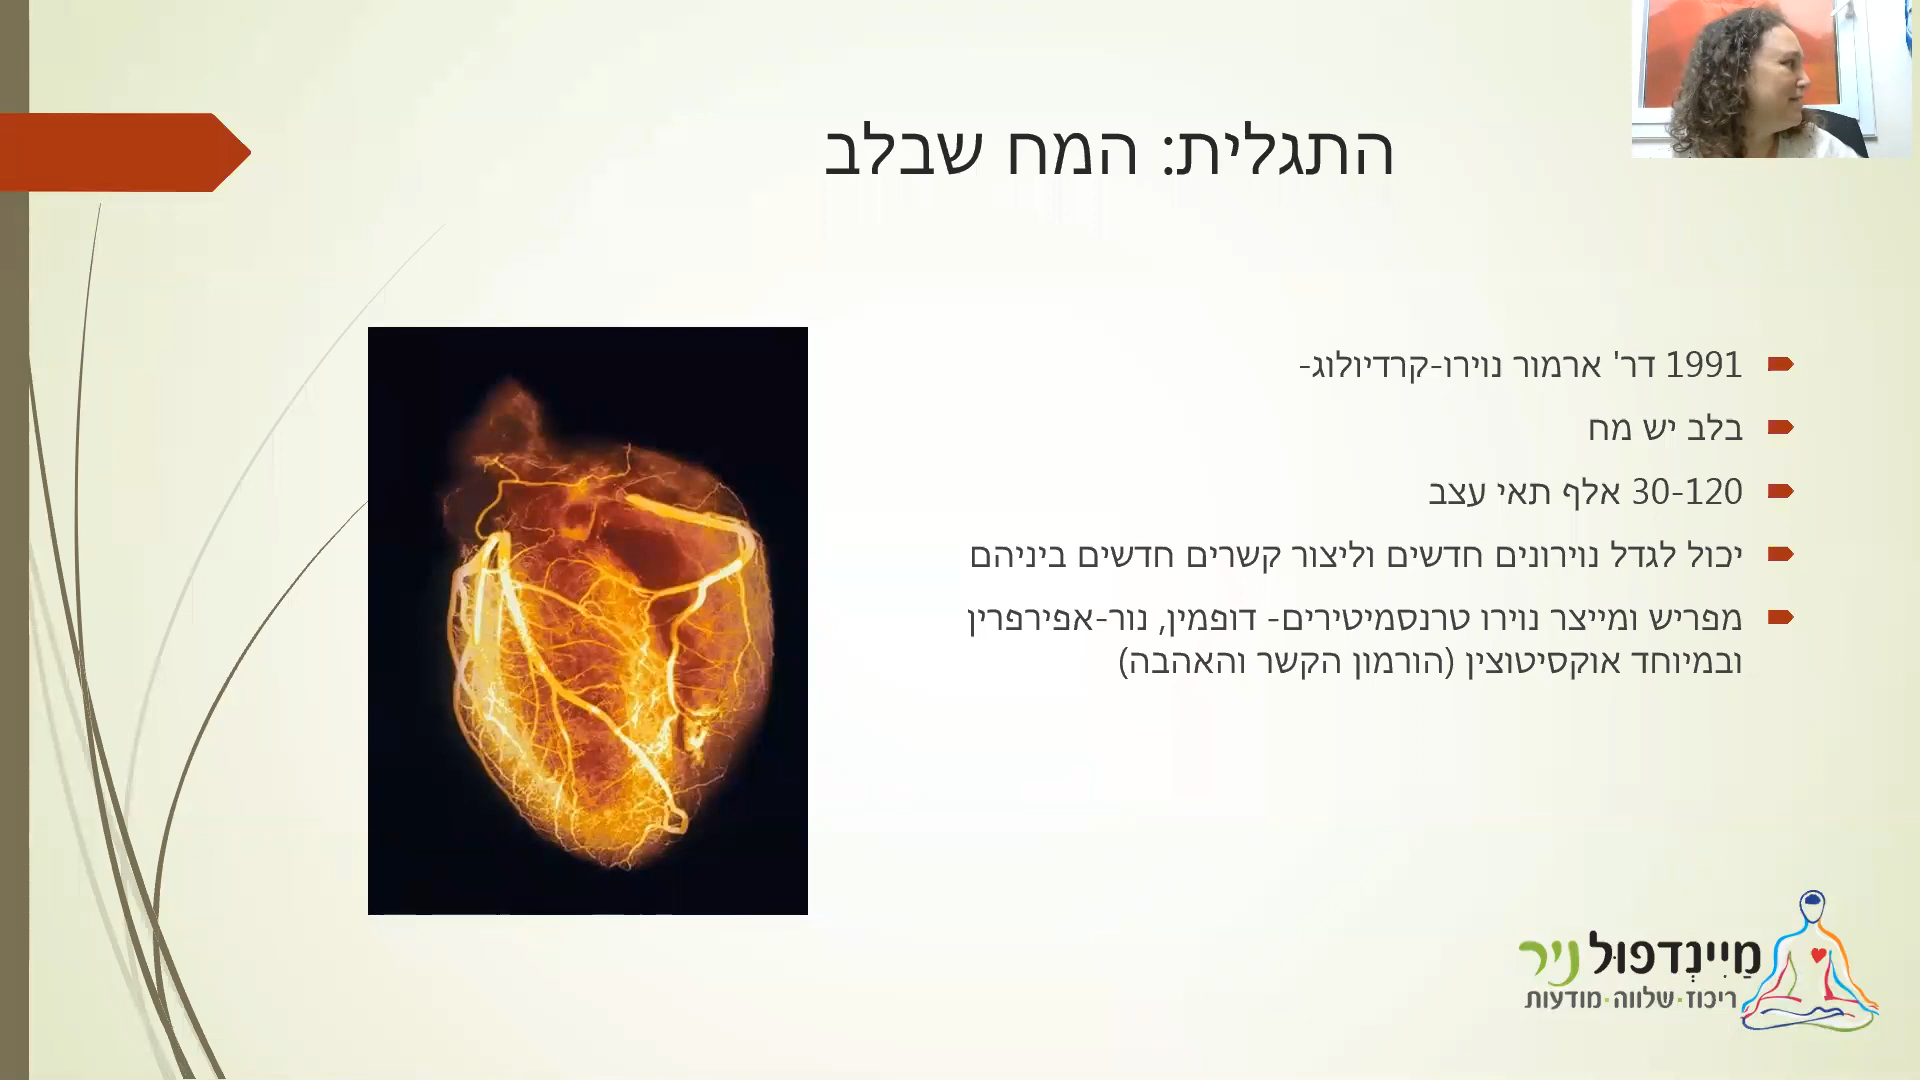 התגלית: המח שבלב
1991 דר' ארמור נוירו-קרדיולוג-
בלב יש מח
30-120 אלף תאי עצב
יכול לגדל נוירונים חדשים וליצור קשרים חדשים ביניהם
מפריש ומייצר נוירו טרנסמיטירים- דופמין, נור-אפירפרין
ובמיוחד אוקסיטוצין (הורמון הקשר והאהבה)
מַיִינְדפוּל ניר
ריכוז·שלווה·מודעות